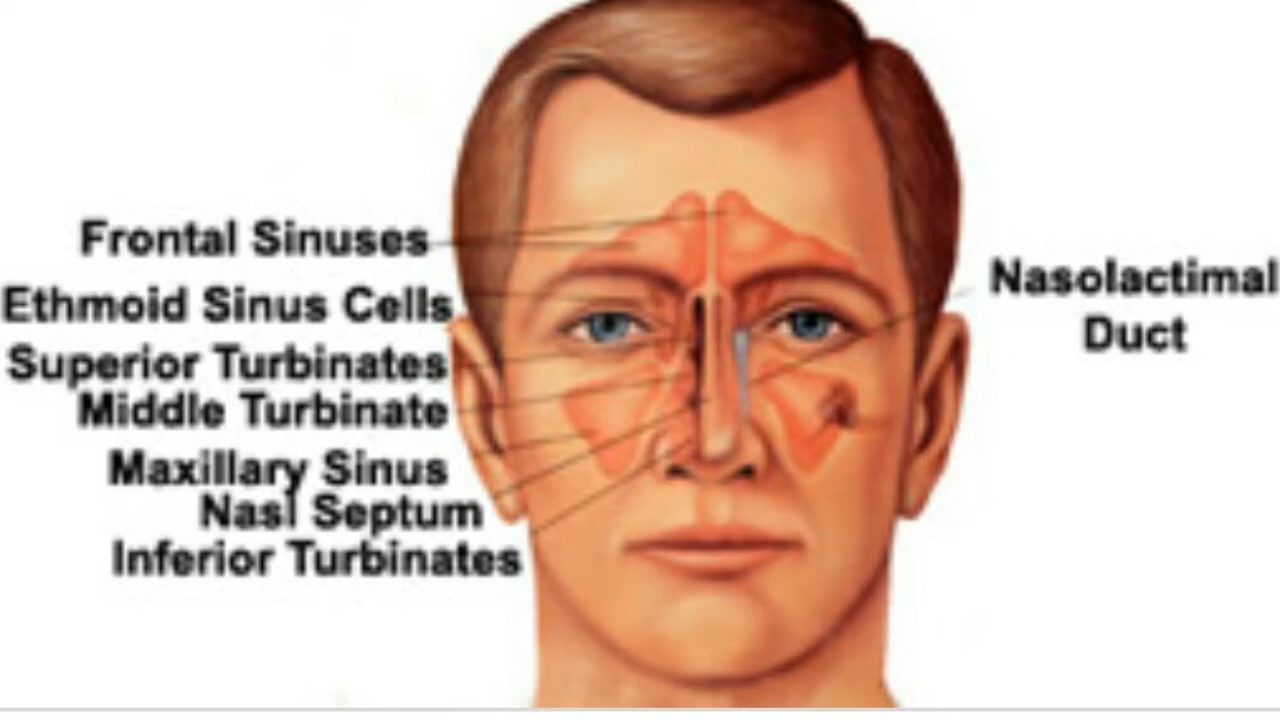 Frontal Sinuses
Ethmoid Sinus Cells
Superior Turbinates
Middle Turbinate
Maxillary Sinus
Nasl Septum
Inferior Turbinates
Nasolactimal
Duct